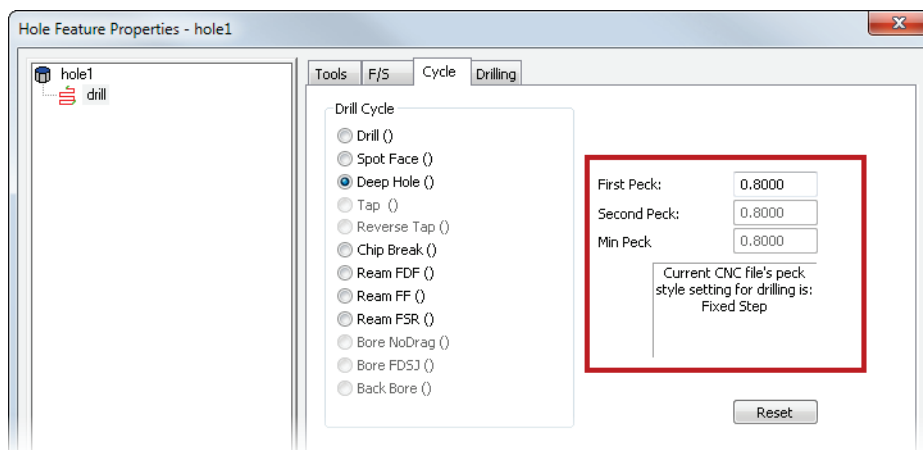 Hole Feature Properties - hole1
x
hole1
drill
Tools F/S Cycle Drilling
Drill Cycle
Drill ()
Spot Face ()
Deep Hole ()
Tap ()
Reverse Tap ()
Chip Break ()
Ream FDF ()
Ream FF ()
Ream FSR ()
Bore NoDrag ()
Bore FDSJ ()
Back Bore ()
First Peck: 0.8000
Second Peck: 0.8000
Min Peck 0.8000
Current CNC file's peck
style setting for drilling is:
Fixed Step
Reset